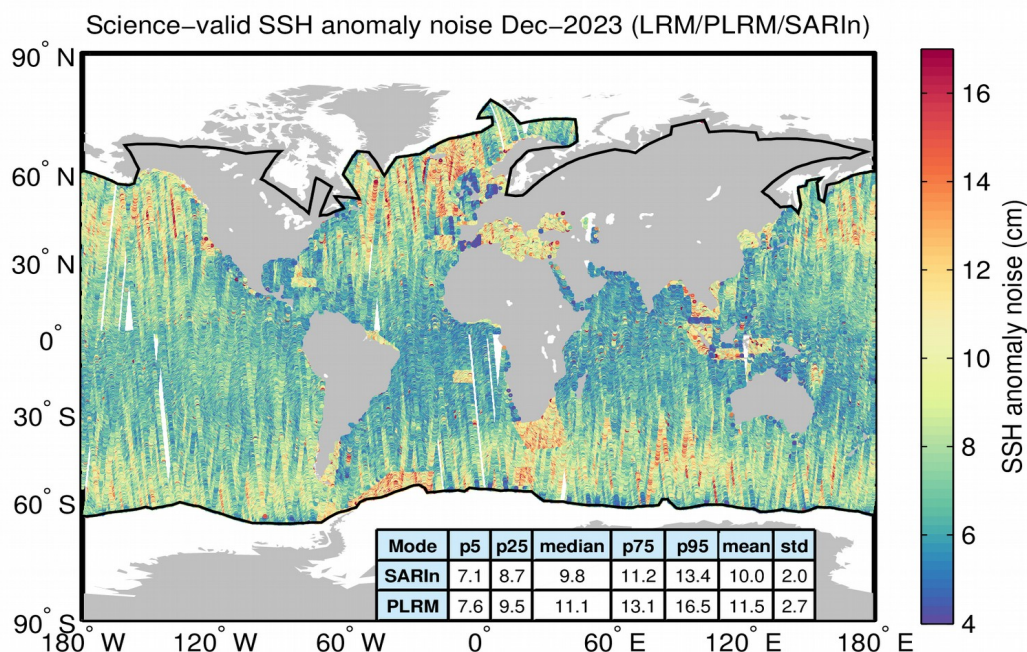 Science−valid SSH anomaly noise Dec−2023 (LRM/PLRM/SARIn)
90° N
60° N
30° N
0°
30° S
60° S
90° S
180° W
120° W
60° W
0°
60° E
120° E
180° E
16
14
12
10
8
6
4
SSH anomaly noise (cm)
Mode p5 p25 median p75 p95 mean std
SARIn 7.1 8.7 9.8 11.2 13.4 10.0 2.0
PLRM 7.6 9.5 11.1 13.1 16.5 11.5 2.7